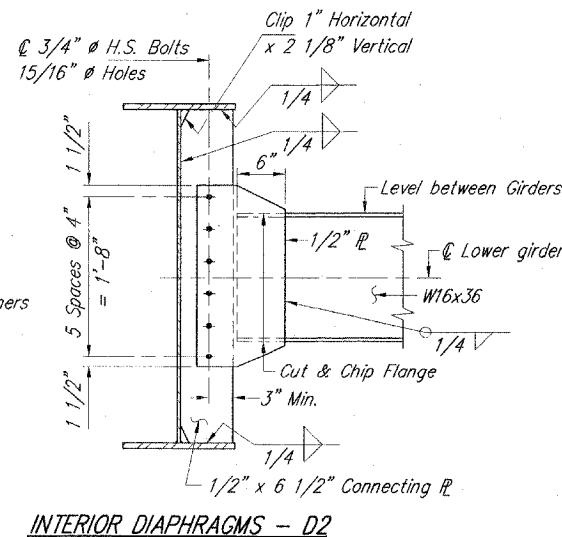 Clip 1" Horizontal
x 2 1/8" Vertical
℄ 3/4" ø H.S. Bolts
15/16" ø Holes
1/4
1/4
6"
1 1/2"
Level between Girders
1/2" ⅊
℄ Lower girder
5 Spaces @ 4"
= 1'-8"
W16x36
1/4
Cut & Chip Flange
3" Min.
1 1/2"
1/4
1/2" x 6 1/2" Connecting ⅊
INTERIOR DIAPHRAGMS - D2